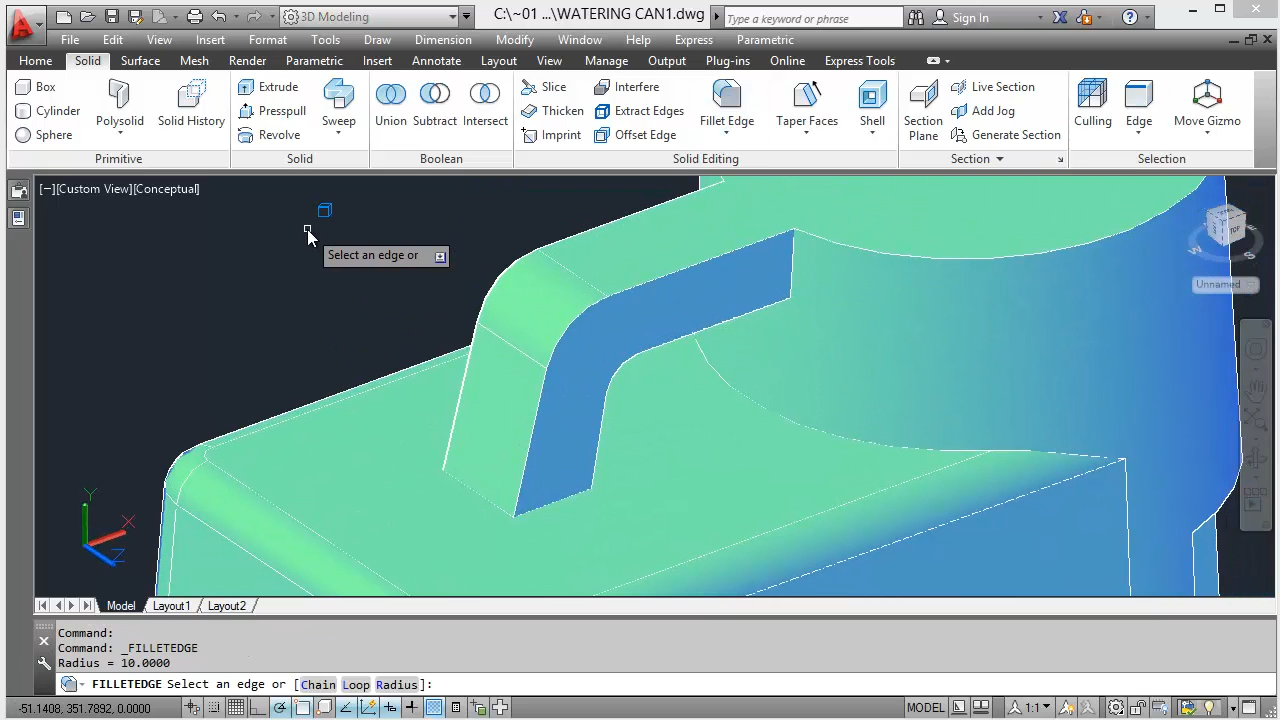 3D Modeling
C:\~01 ...\WATERING CAN1.dwg
Type a keyword or phrase
Sign In
File Edit View Insert Format Tools Draw Dimension Modify Window Help Express Parametric
Home Solid Surface Mesh Render Parametric Insert Annotate Layout View Manage Output Plug-ins Online Express Tools
Box
Cylinder
Sphere
Polysolid
Solid History
Extrude
Presspull
Revolve
Sweep
Union
Subtract
Intersect
Slice
Thicken
Imprint
Interfere
Extract Edges
Offset Edge
Fillet Edge
Taper Faces
Shell
Section
Plane
Live Section
Add Jog
Generate Section
Culling
Edge
Move Gizmo
Primitive
Solid
Boolean
Solid Editing
Section
Selection
[−][Custom View][Conceptual]
Select an edge or
TOP
W
S
Unnamed
Y
X
Z
Model Layout1 Layout2
Command:
Command: _FILLETEDGE
Radius = 10.0000
FILLETEDGE Select an edge or [Chain Loop Radius]:
-51.1408, 351.7892, 0.0000
MODEL
1:1